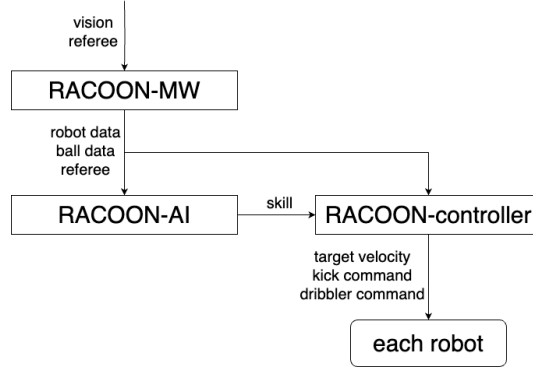 vision
referee
RACOON-MW
robot data
ball data
referee
RACOON-AI
skill
RACOON-controller
target velocity
kick command
dribbler command
each robot